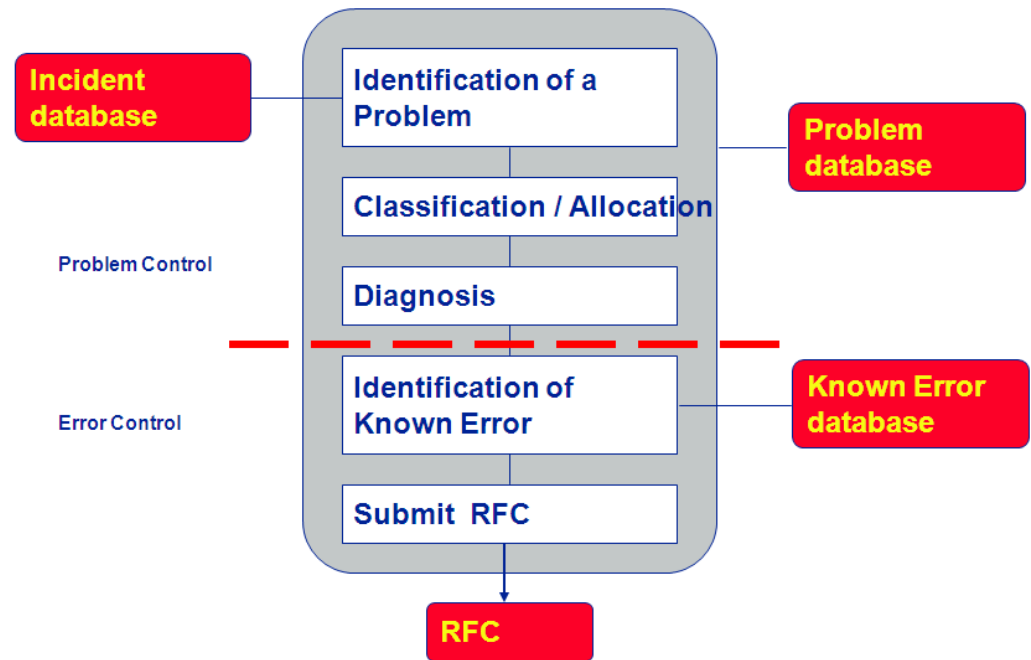 Incident
database
Identification of a
Problem
Problem
database
Classification / Allocation
Problem Control
Diagnosis
Identification of
Known Error
Known Error
database
Error Control
Submit RFC
RFC